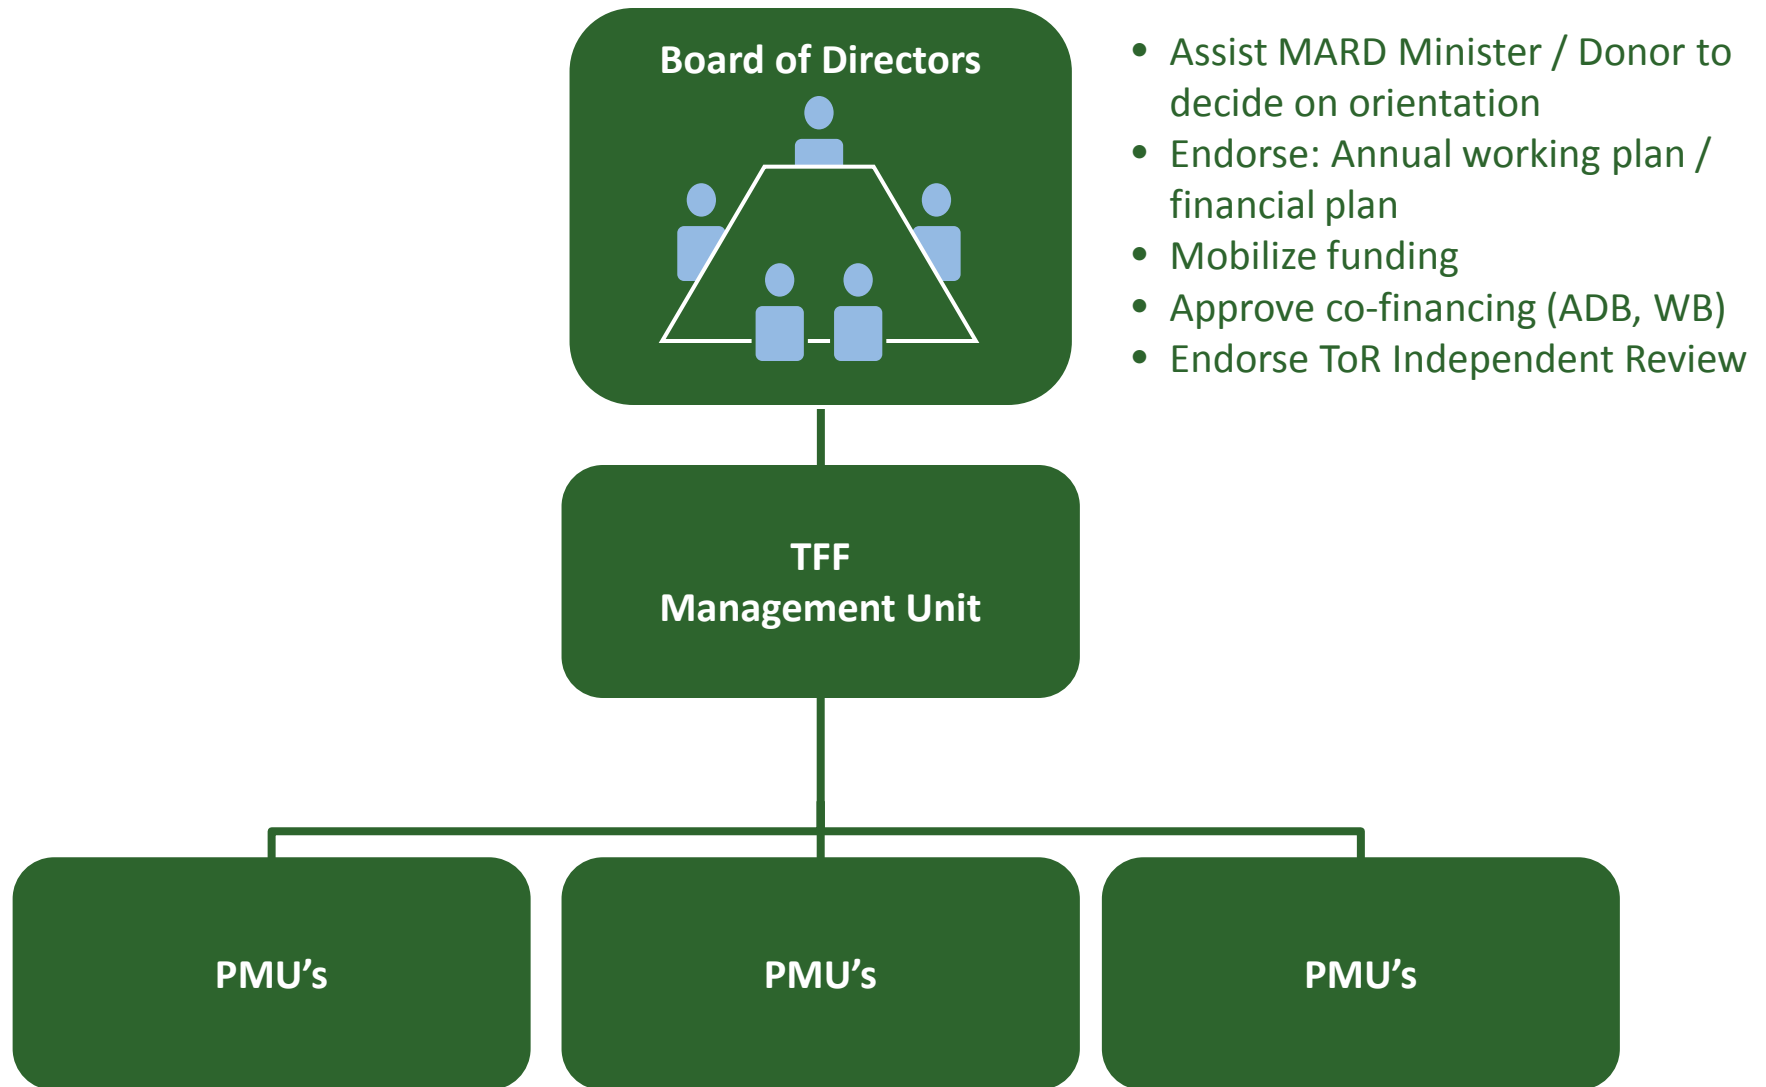 Board of Directors
• Assist MARD Minister / Donor to
decide on orientation
• Endorse: Annual working plan /
financial plan
• Mobilize funding
• Approve co-financing (ADB, WB)
• Endorse ToR Independent Review
TFF
Management Unit
PMU’s
PMU’s
PMU’s